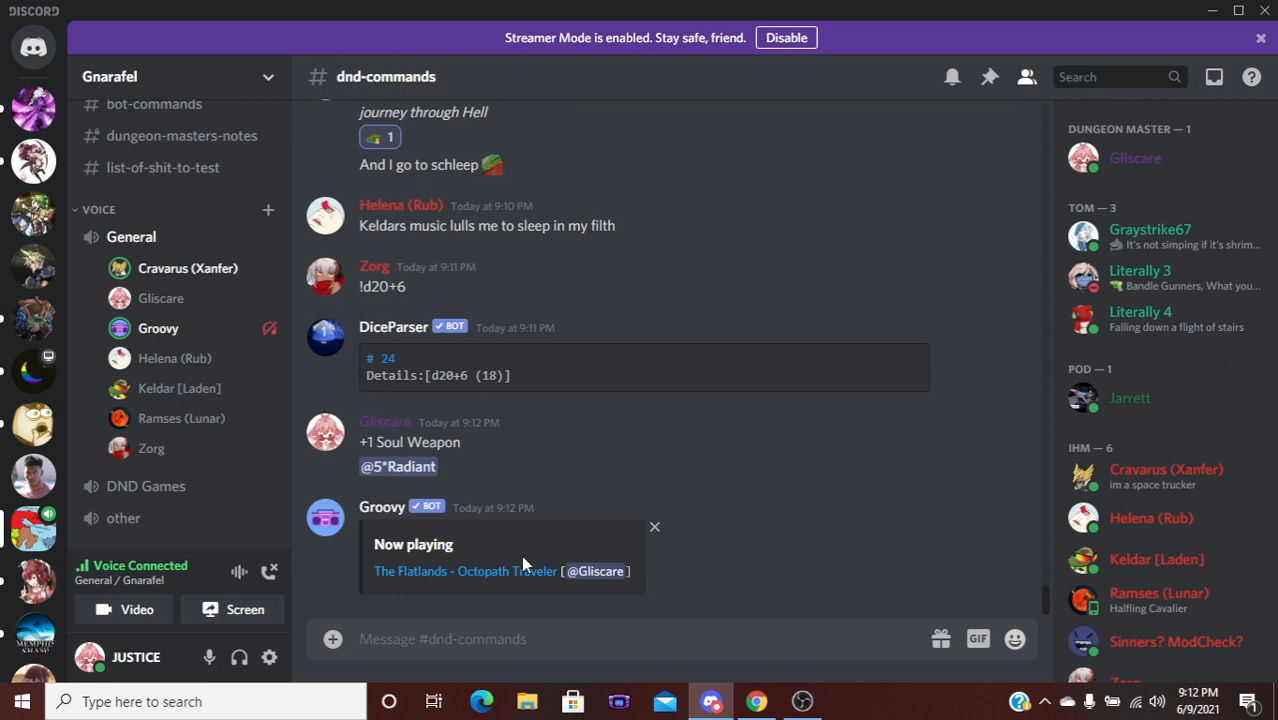 DISCORD
Streamer Mode is enabled. Stay safe, friend.
Disable
Gnarafel
bot-commands
dungeon-masters-notes
list-of-shit-to-test
VOICE
General
Cravarus (Xanfer)
Gliscare
Groovy
Helena (Rub)
Keldar [Laden]
Ramses (Lunar)
Zorg
DND Games
other
Voice Connected
General / Gnarafel
Video
Screen
JUSTICE
# dnd-commands
Search
journey through Hell
1
And I go to schleep
Helena (Rub) Today at 9:10 PM
Keldars music lulls me to sleep in my filth
Zorg Today at 9:11 PM
!d20+6
DiceParser ✓ BOT Today at 9:11 PM
# 24
Details:[d20+6 (18)]
Gliscare Today at 9:12 PM
+1 Soul Weapon
@5*Radiant
Groovy ✓ BOT Today at 9:12 PM
Now playing
The Flatlands - Octopath Traveler [@Gliscare]
Message #dnd-commands
GIF
DUNGEON MASTER — 1
Gliscare
TOM — 3
Graystrike67
It's not simping if it's shrim...
Literally 3
Bandle Gunners, What you...
Literally 4
Falling down a flight of stairs
POD — 1
Jarrett
IHM — 6
Cravarus (Xanfer)
im a space trucker
Helena (Rub)
Keldar [Laden]
Ramses (Lunar)
Halfling Cavalier
Sinners? ModCheck?
Type here to search
9:12 PM
6/9/2021